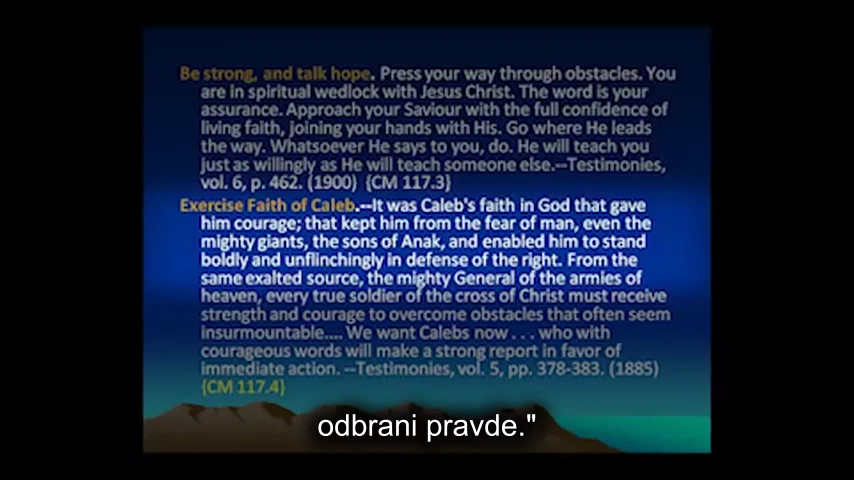 Be strong, and talk hope. Press your way through obstacles. You
are in spiritual wedlock with Jesus Christ. The word is your
assurance. Approach your Saviour with the full confidence of
living faith, joining your hands with His. Go where He leads
the way. Whatsoever He says to you, do. He will teach you
just as willingly as He will teach someone else.--Testimonies,
vol. 6, p. 462. (1900) {CM 117.3}
Exercise Faith of Caleb.--It was Caleb's faith in God that gave
him courage; that kept him from the fear of man, even the
mighty giants, the sons of Anak, and enabled him to stand
boldly and unflinchingly in defense of the right. From the
same exalted source, the mighty General of the armies of
heaven, every true soldier of the cross of Christ must receive
strength and courage to overcome obstacles that often seem
insurmountable.... We want Calebs now . . . who with
courageous words will make a strong report in favor of
immediate action. --Testimonies, vol. 5, pp. 378-383. (1885)
{CM 117.4}
odbrani pravde."